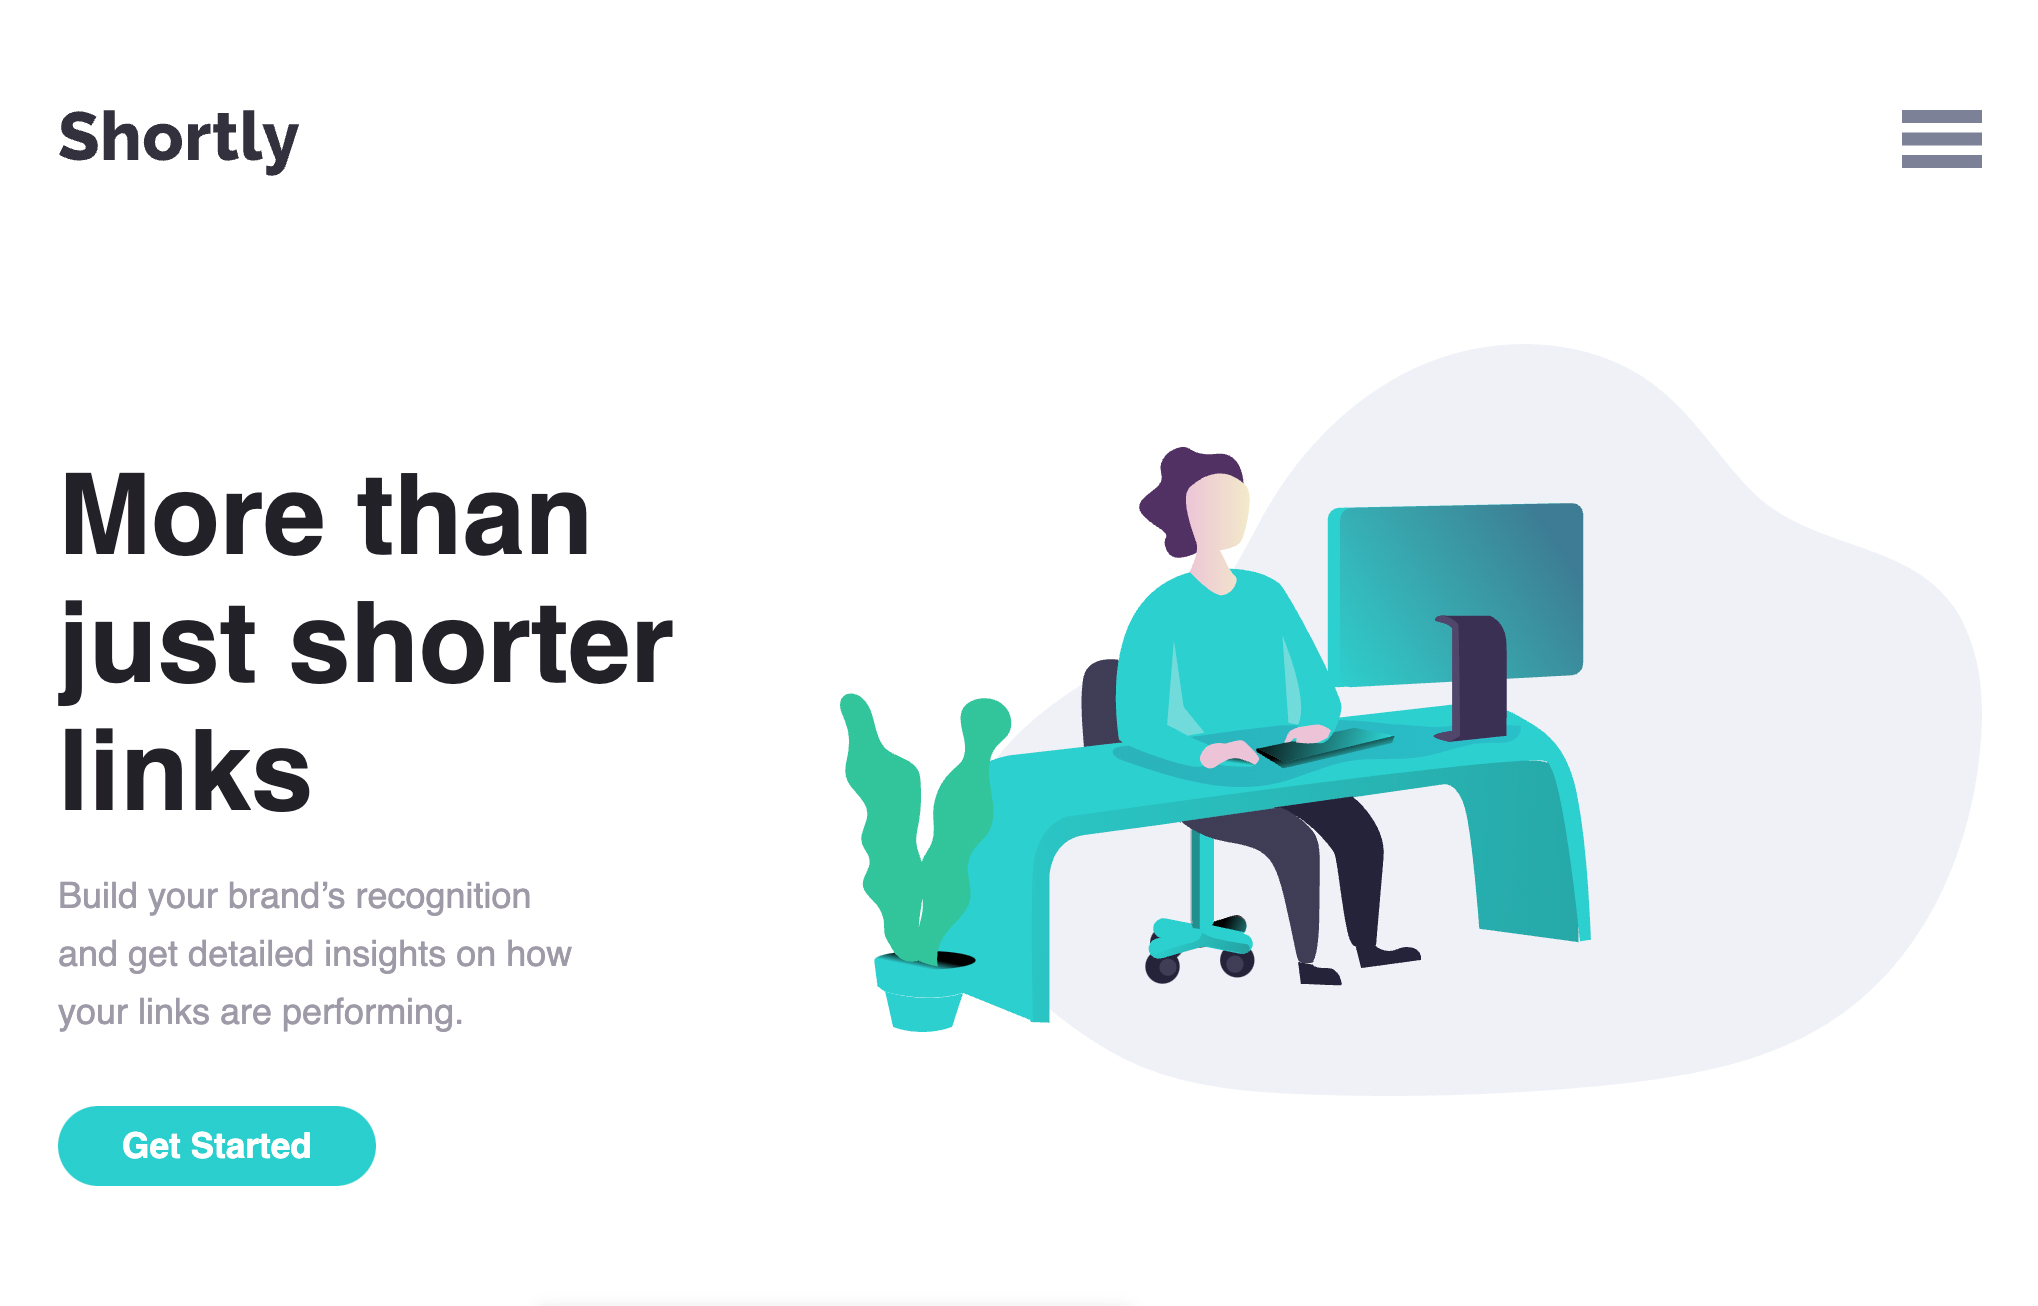 Shortly
More than
just shorter
links
Build your brand’s recognition
and get detailed insights on how
your links are performing.
Get Started